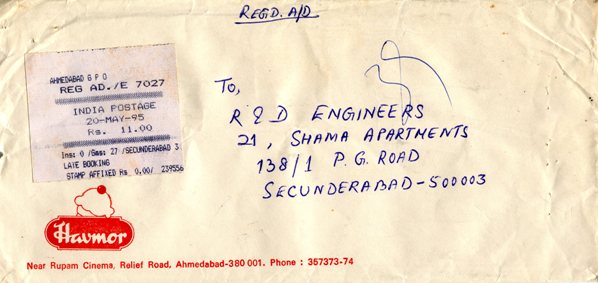 REGD. A/D
AHMEDABAD G P O
REG AD./E 7027
INDIA POSTAGE
20-MAY-95
Rs. 11.00
Ins: 0 /Gms: 27 /SECUNDERABAD 3
LATE BOOKING
STAMP AFFIXED Rs 0.00/ 239556
To,
R & D ENGINEERS
21, SHAMA APARTMENTS
138/1 P.G. ROAD
SECUNDERABAD-500003
Havmor
Near Rupam Cinema, Relief Road, Ahmedabad-380 001. Phone : 357373-74